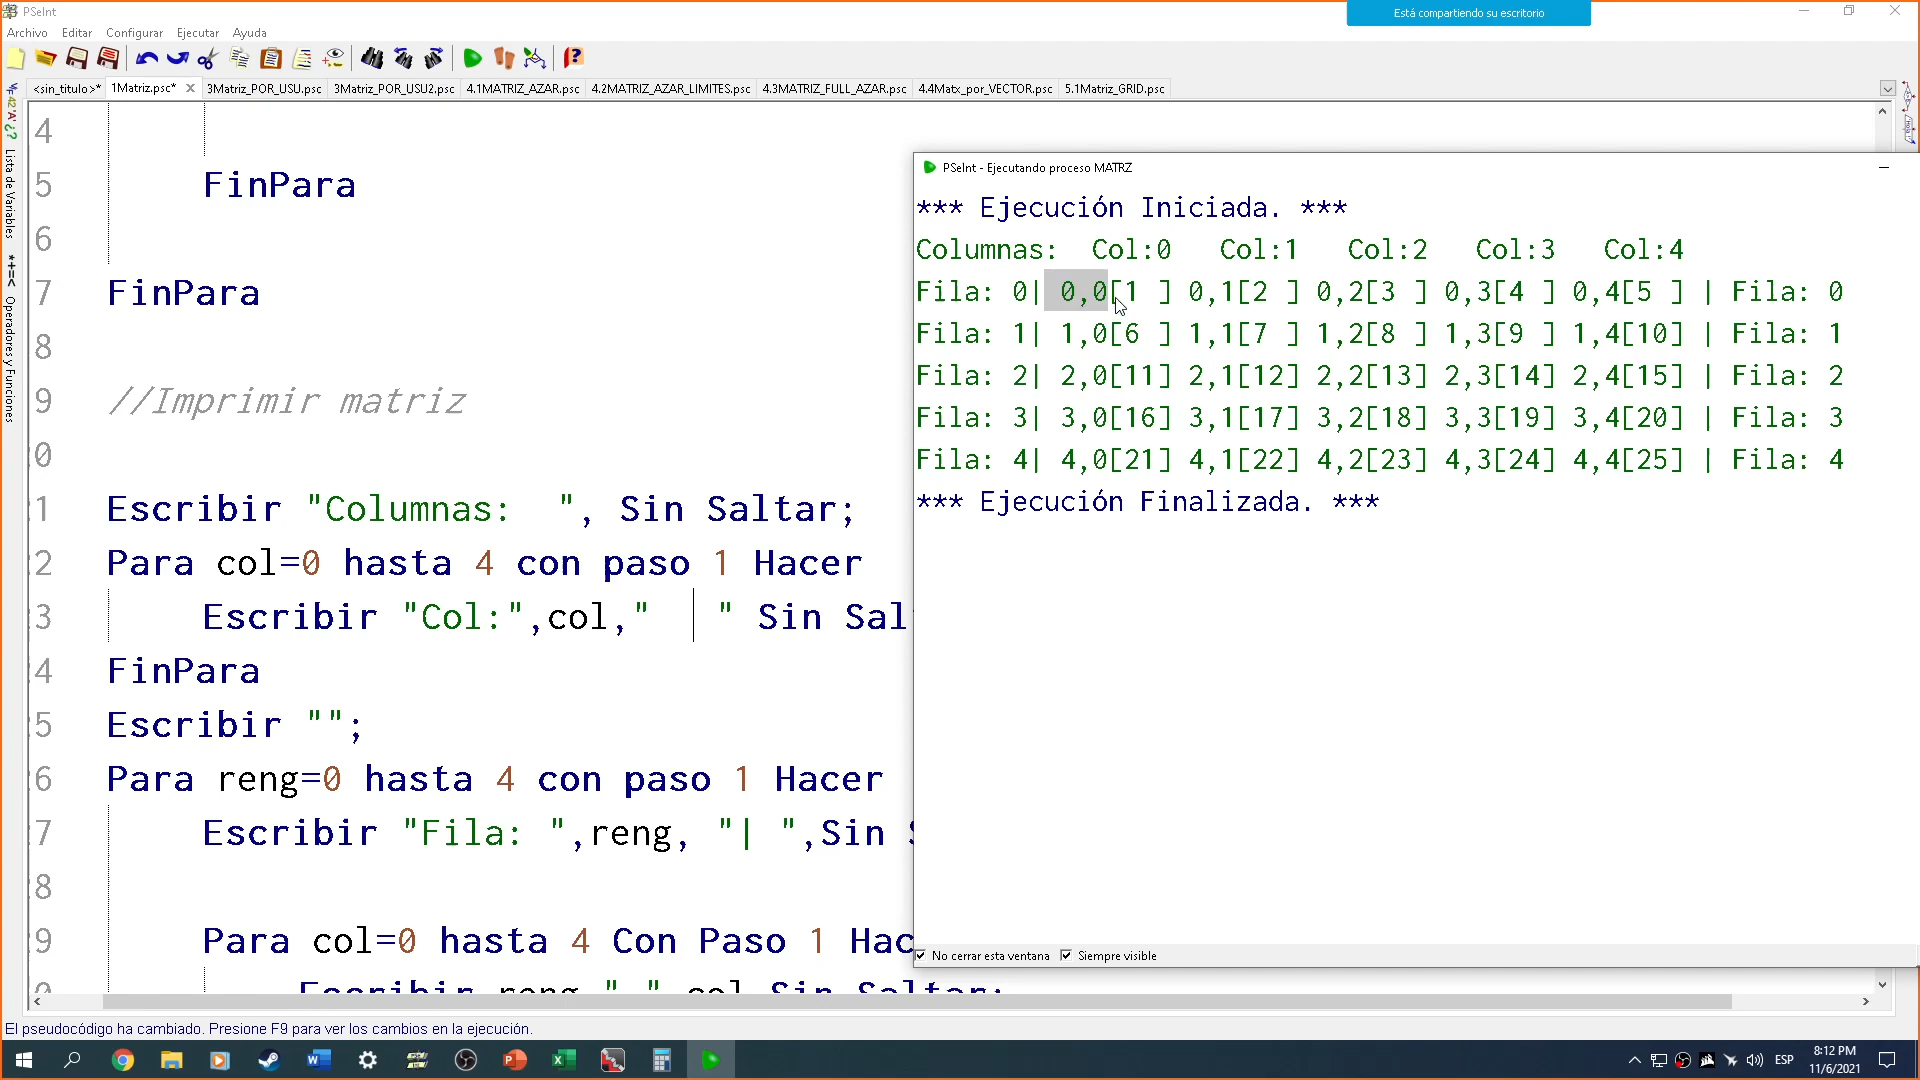 PSeInt
Está compartiendo su escritorio
Archivo Editar Configurar Ejecutar Ayuda
<sin_titulo>* 1Matriz.psc* 3Matriz_POR_USU.psc 3Matriz_POR_USU2.psc 4.1MATRIZ_AZAR.psc 4.2MATRIZ_AZAR_LIMITES.psc 4.3MATRIZ_FULL_AZAR.psc 4.4Matx_por_VECTOR.psc 5.1Matriz_GRID.psc
Lista de Variables
Operadores y Funciones
4
5 FinPara
6
7 FinPara
8
9 //Imprimir matriz
0
1 Escribir "Columnas:  ", Sin Saltar;
2 Para col=0 hasta 4 con paso 1 Hacer
3 Escribir "Col:",col,"    " Sin Sal
4 FinPara
5 Escribir "";
6 Para reng=0 hasta 4 con paso 1 Hacer
7 Escribir "Fila: ",reng, "| ",Sin
8
9 Para col=0 hasta 4 Con Paso 1 Hac
0 Escribir reng "," col Sin Saltar;
PSeInt - Ejecutando proceso MATRZ
*** Ejecución Iniciada. ***
Columnas:  Col:0   Col:1   Col:2   Col:3   Col:4
Fila: 0| 0,0[1 ] 0,1[2 ] 0,2[3 ] 0,3[4 ] 0,4[5 ] | Fila: 0
Fila: 1| 1,0[6 ] 1,1[7 ] 1,2[8 ] 1,3[9 ] 1,4[10] | Fila: 1
Fila: 2| 2,0[11] 2,1[12] 2,2[13] 2,3[14] 2,4[15] | Fila: 2
Fila: 3| 3,0[16] 3,1[17] 3,2[18] 3,3[19] 3,4[20] | Fila: 3
Fila: 4| 4,0[21] 4,1[22] 4,2[23] 4,3[24] 4,4[25] | Fila: 4
*** Ejecución Finalizada. ***
No cerrar esta ventana Siempre visible
El pseudocódigo ha cambiado. Presione F9 para ver los cambios en la ejecución.
ESP
8:12 PM
11/6/2021